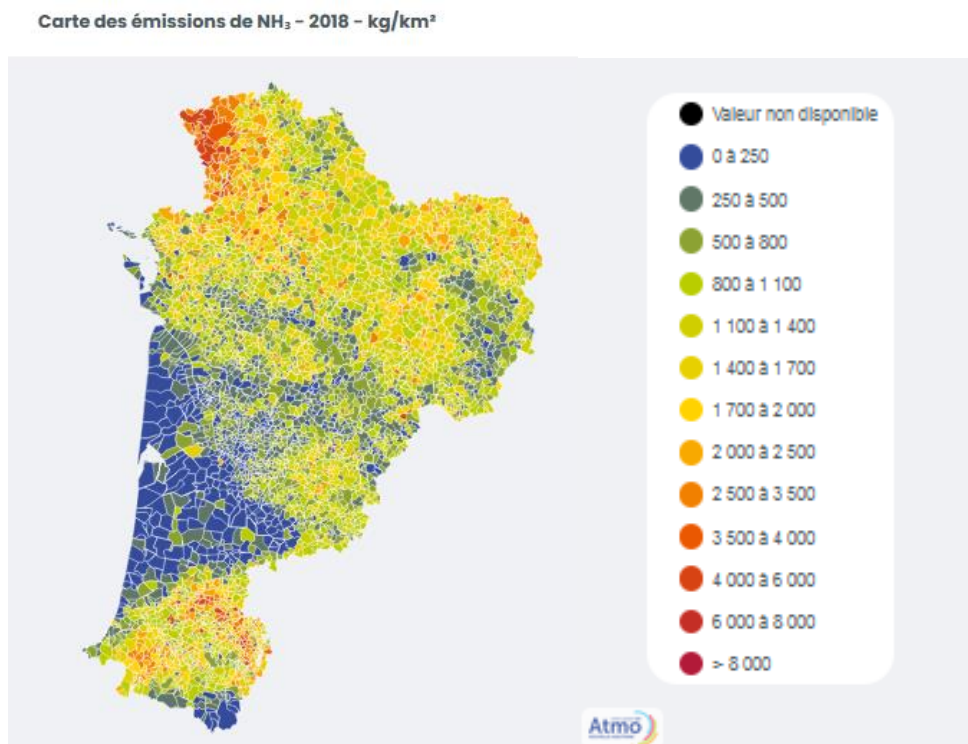 Carte des émissions de NH₃ - 2018 - kg/km²
Valeur non disponible
0 à 250
250 à 500
500 à 800
800 à 1 100
1 100 à 1 400
1 400 à 1 700
1 700 à 2 000
2 000 à 2 500
2 500 à 3 500
3 500 à 4 000
4 000 à 6 000
6 000 à 8 000
> 8 000
Atmo